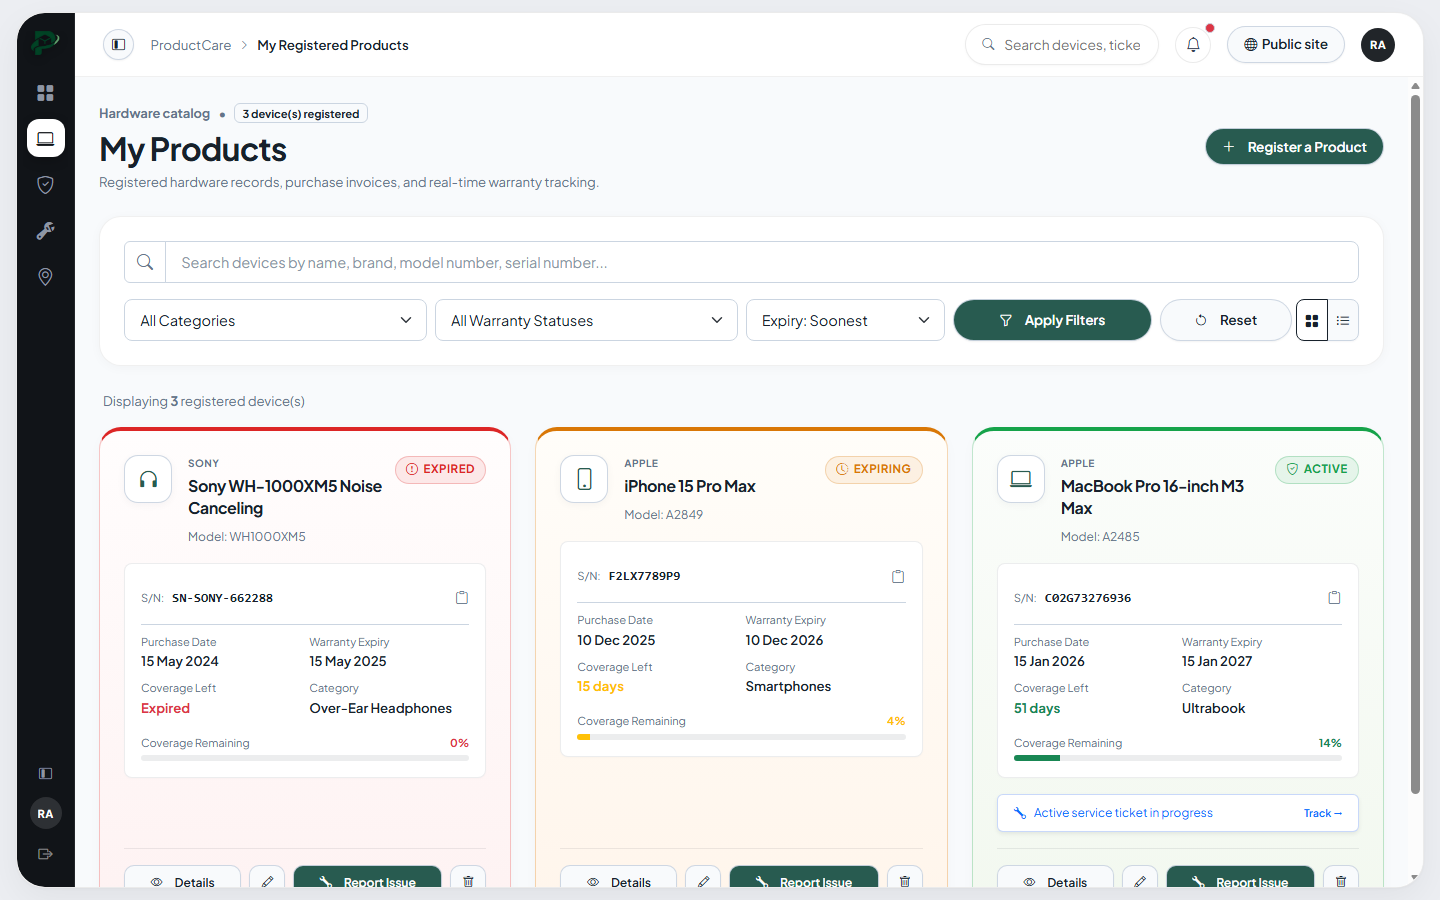 ProductCare > My Registered Products
Search devices, ticke
Public site
RA
Hardware catalog • 3 device(s) registered
My Products
Registered hardware records, purchase invoices, and real-time warranty tracking.
+ Register a Product
Search devices by name, brand, model number, serial number...
All Categories
All Warranty Statuses
Expiry: Soonest
Apply Filters
Reset
Displaying 3 registered device(s)
SONY
EXPIRED
Sony WH-1000XM5 Noise
Canceling
Model: WH1000XM5
S/N: SN-SONY-662288
Purchase Date
Warranty Expiry
15 May 2024
15 May 2025
Coverage Left
Category
Expired
Over-Ear Headphones
Coverage Remaining
0%
Details
Report Issue
APPLE
EXPIRING
iPhone 15 Pro Max
Model: A2849
S/N: F2LX7789P9
Purchase Date
Warranty Expiry
10 Dec 2025
10 Dec 2026
Coverage Left
Category
15 days
Smartphones
Coverage Remaining
4%
Details
Report Issue
APPLE
ACTIVE
MacBook Pro 16-inch M3
Max
Model: A2485
S/N: C02G73276936
Purchase Date
Warranty Expiry
15 Jan 2026
15 Jan 2027
Coverage Left
Category
51 days
Ultrabook
Coverage Remaining
14%
Active service ticket in progress
Track →
Details
Report Issue
RA